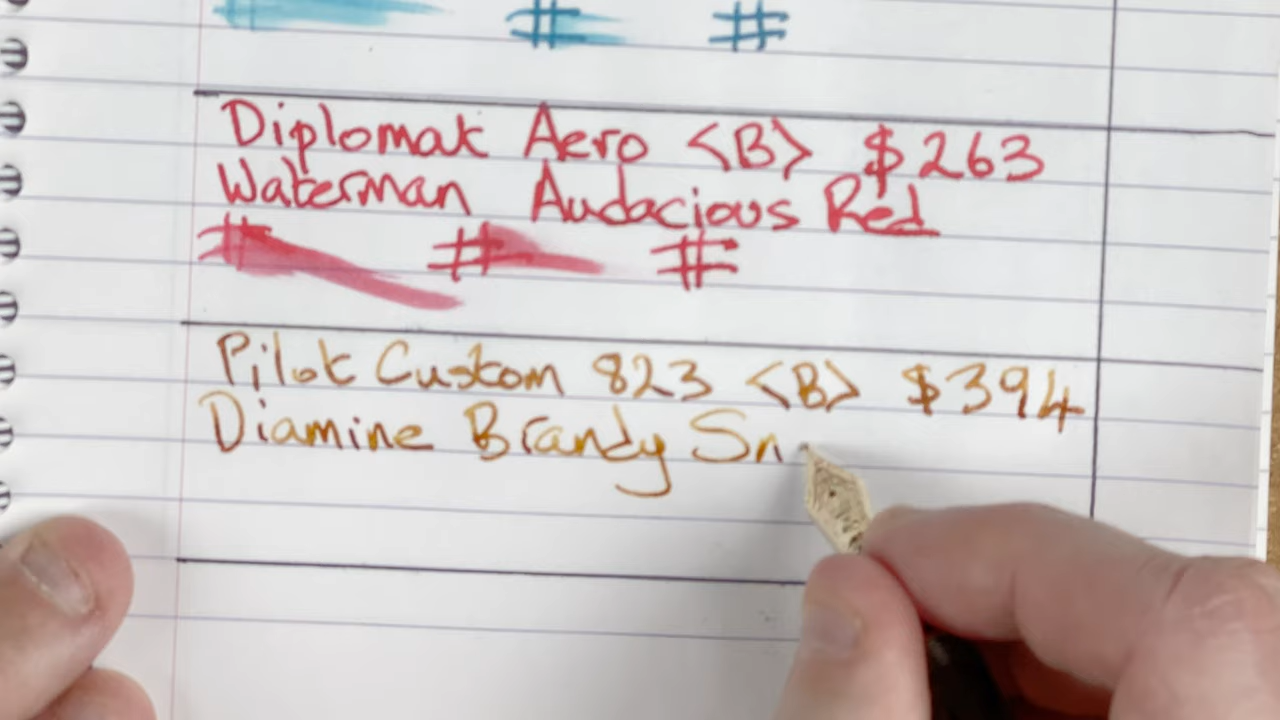 # #
Diplomat Aero <B> $263
Waterman Audacious Red
# # #
Pilot Custom 823 <B> $394
Diamine Brandy Sn